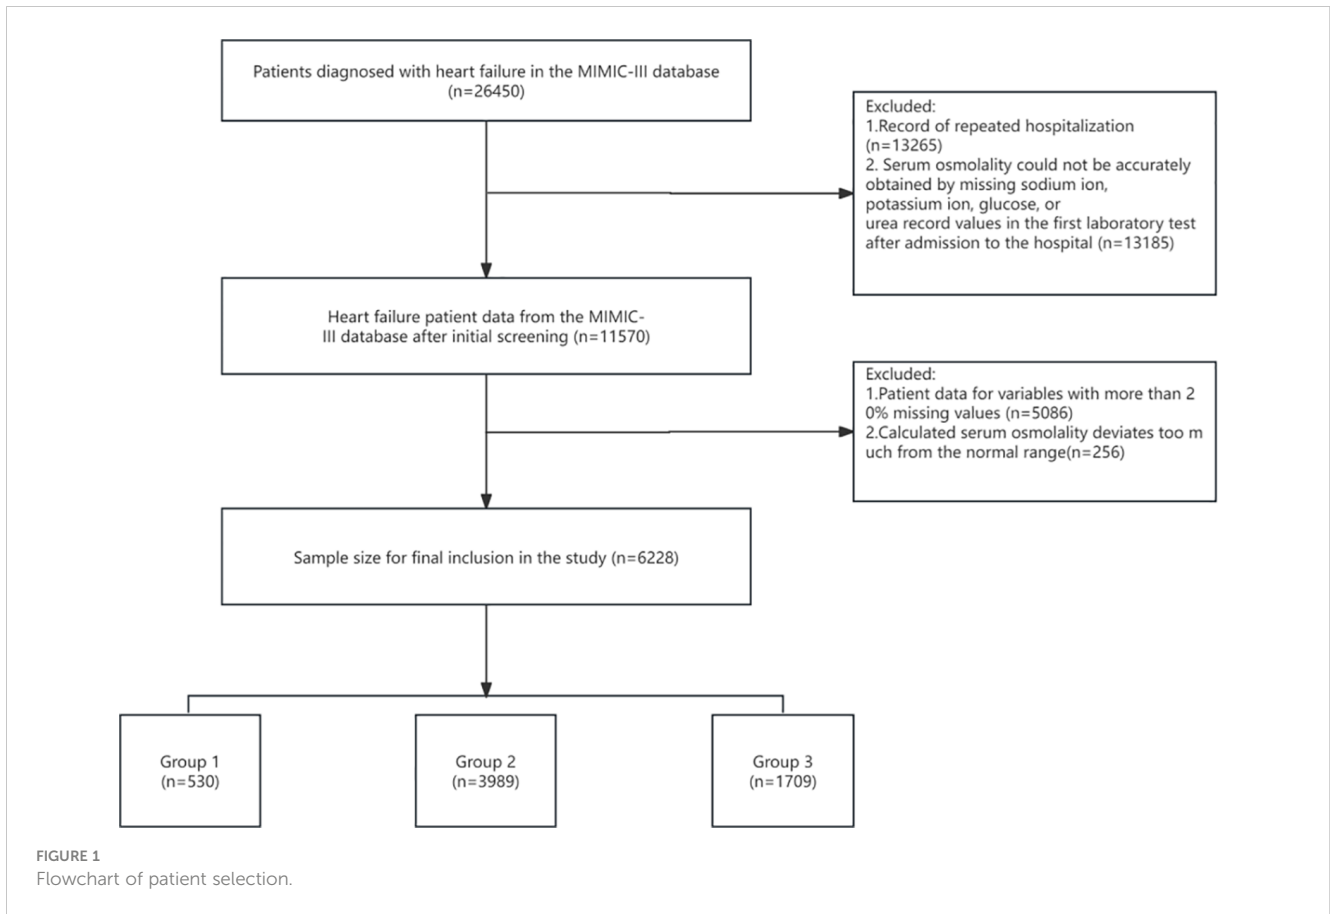 Patients diagnosed with heart failure in the MIMIC-III database
(n=26450)
Excluded:
1.Record of repeated hospitalization
(n=13265)
2. Serum osmolality could not be accurately
obtained by missing sodium ion,
potassium ion, glucose, or
urea record values in the first laboratory test
after admission to the hospital (n=13185)
Heart failure patient data from the MIMIC-
III database after initial screening (n=11570)
Excluded:
1.Patient data for variables with more than 2
0% missing values (n=5086)
2.Calculated serum osmolality deviates too m
uch from the normal range(n=256)
Sample size for final inclusion in the study (n=6228)
Group 1
(n=530)
Group 2
(n=3989)
Group 3
(n=1709)
FIGURE 1
Flowchart of patient selection.